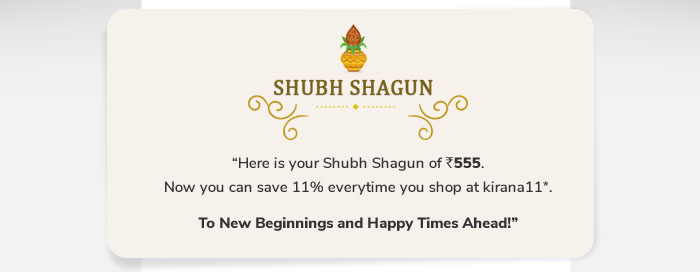 SHUBH SHAGUN
“Here is your Shubh Shagun of ₹555.
Now you can save 11% everytime you shop at kirana11*.
To New Beginnings and Happy Times Ahead!”